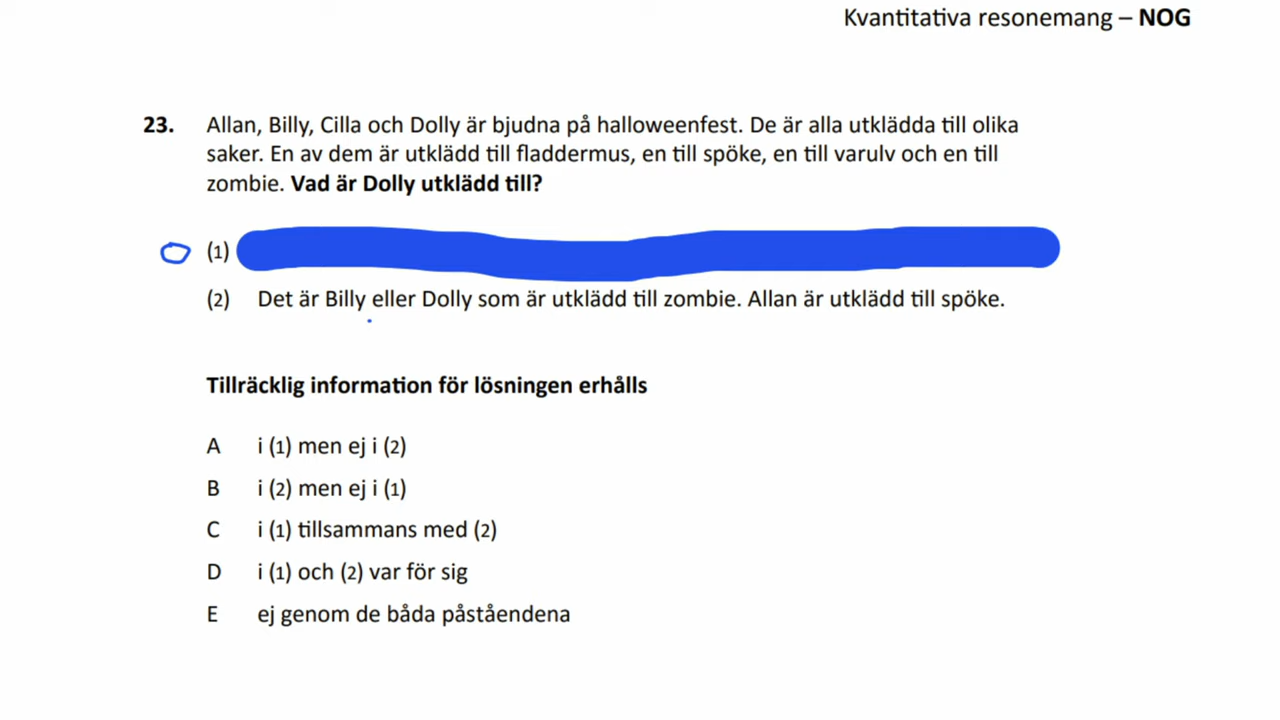 Kvantitativa resonemang – NOG
23. Allan, Billy, Cilla och Dolly är bjudna på halloweenfest. De är alla utklädda till olika
saker. En av dem är utklädd till fladdermus, en till spöke, en till varulv och en till
zombie. Vad är Dolly utklädd till?
(1)
(2) Det är Billy eller Dolly som är utklädd till zombie. Allan är utklädd till spöke.
Tillräcklig information för lösningen erhålls
A i (1) men ej i (2)
B i (2) men ej i (1)
C i (1) tillsammans med (2)
D i (1) och (2) var för sig
E ej genom de båda påståendena